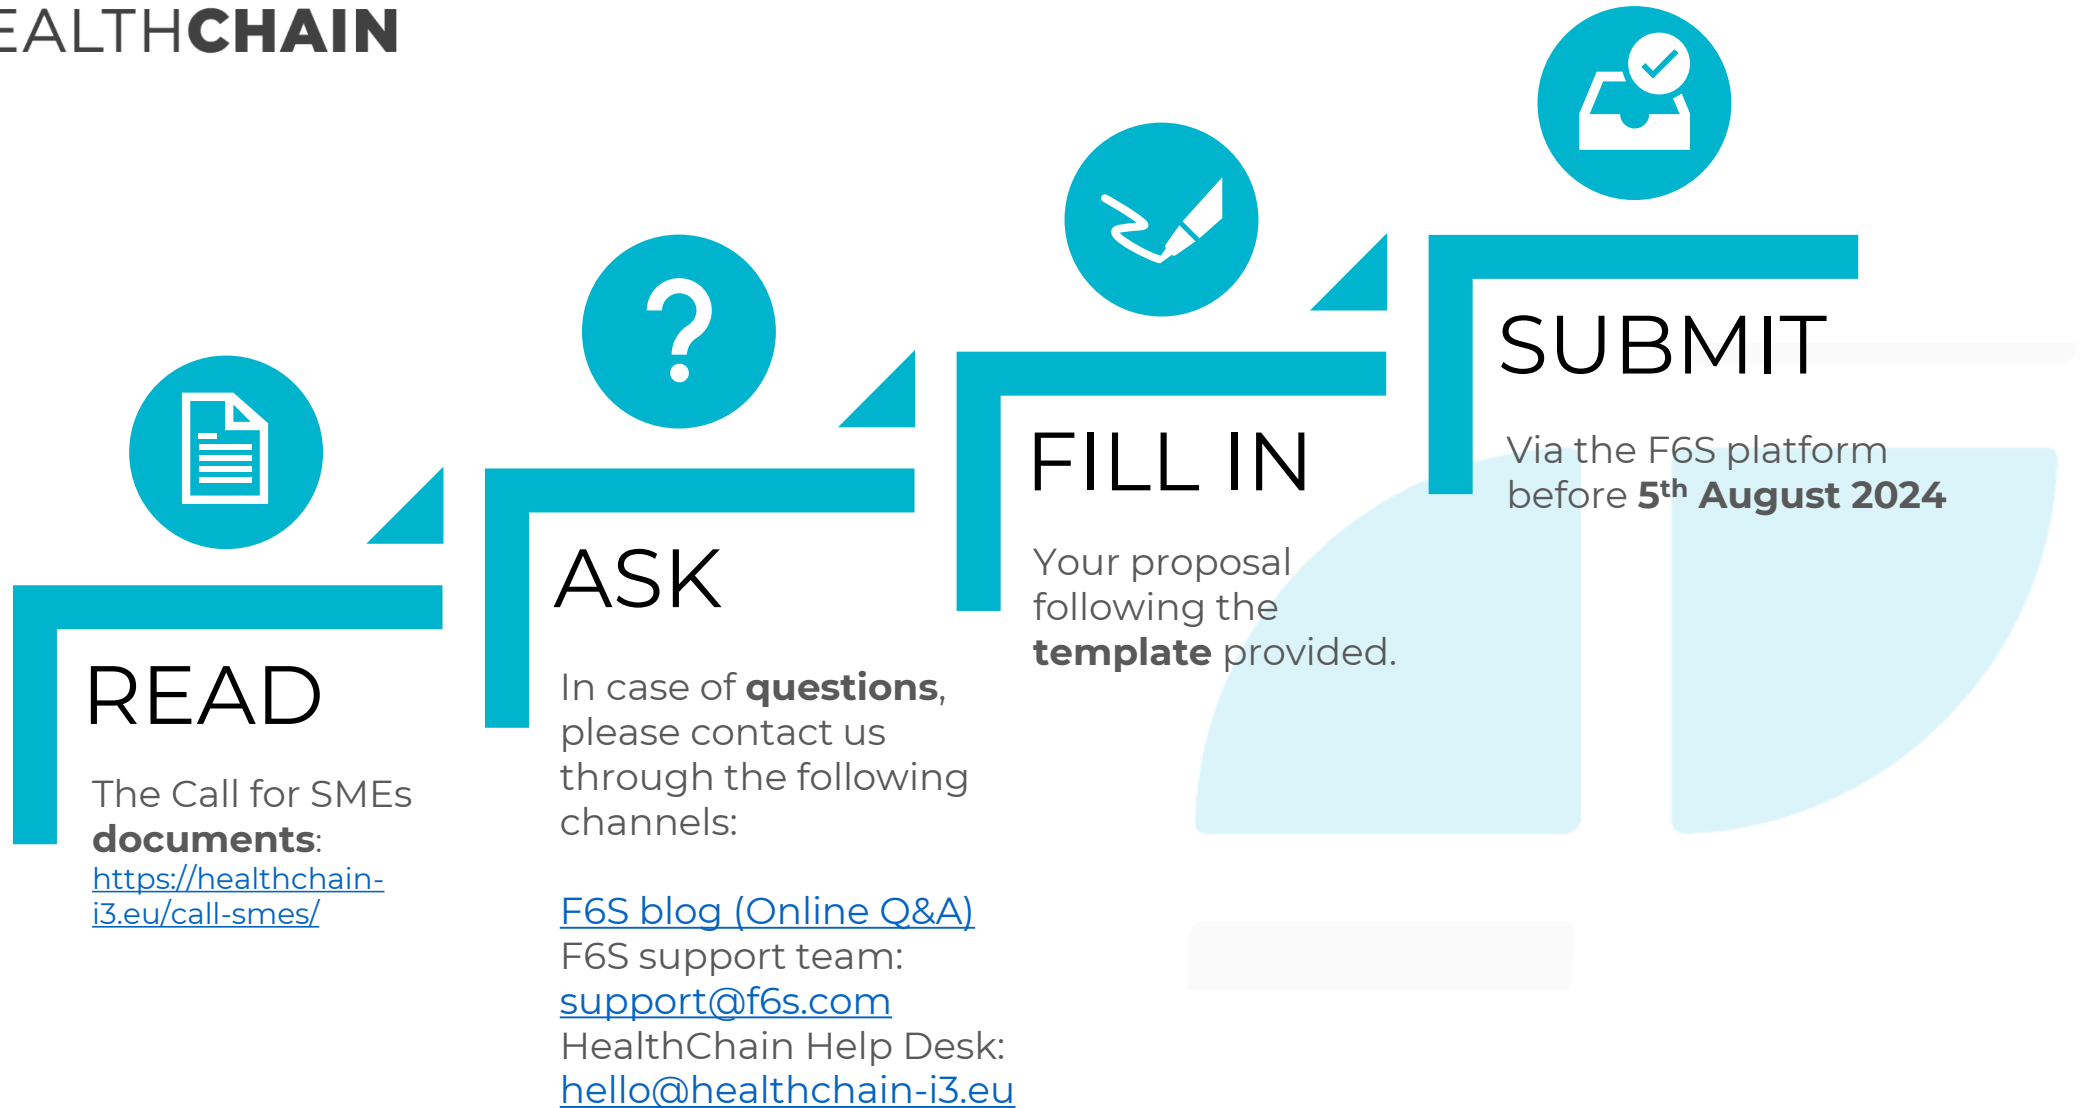 EALTHCHAIN
READ
The Call for SMEs
documents:
https://healthchain-
i3.eu/call-smes/
ASK
In case of questions,
please contact us
through the following
channels:
F6S blog (Online Q&A)
F6S support team:
support@f6s.com
HealthChain Help Desk:
hello@healthchain-i3.eu
FILL IN
Your proposal
following the
template provided.
SUBMIT
Via the F6S platform
before 5th August 2024